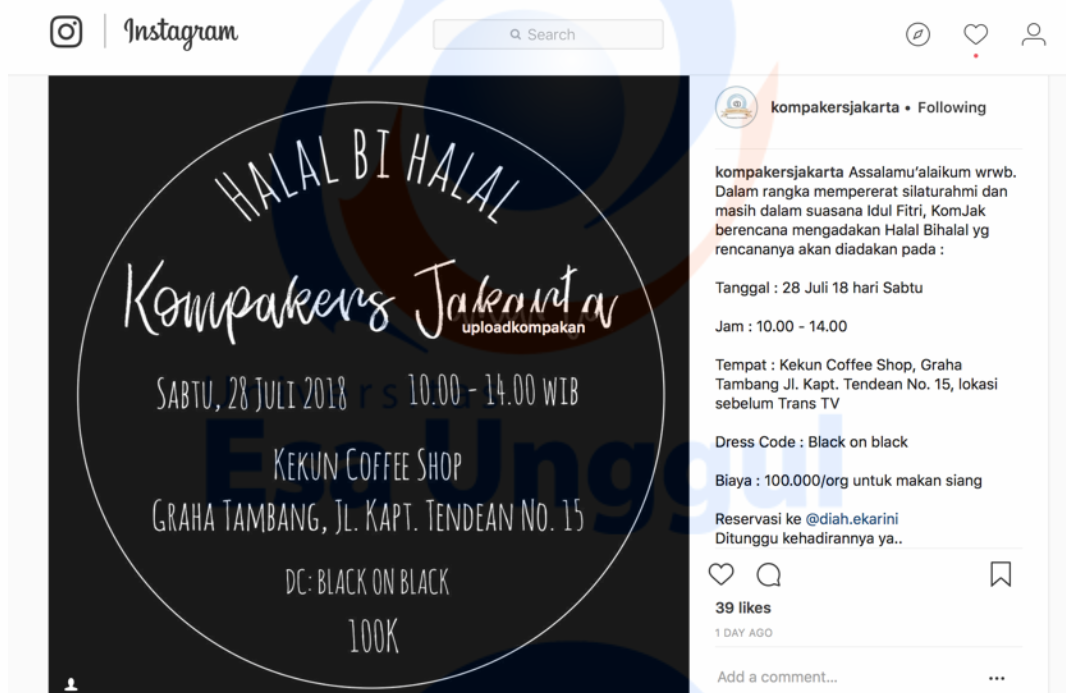 Instagram
Search
HALAL BI HALAL
Kompakers Jakarta
uploadkompakan
SABTU, 28 JULI 2018 10.00 - 14.00 WIB
KEKUN COFFEE SHOP
GRAHA TAMBANG, JL. KAPT. TENDEAN NO. 15
DC: BLACK ON BLACK
100K
Universitas
Esa Unggul
kompakersjakarta • Following
kompakersjakarta Assalamu'alaikum wrwb.
Dalam rangka mempererat silaturahmi dan
masih dalam suasana Idul Fitri, KomJak
berencana mengadakan Halal Bihalal yg
rencananya akan diadakan pada :
Tanggal : 28 Juli 18 hari Sabtu
Jam : 10.00 - 14.00
Tempat : Kekun Coffee Shop, Graha
Tambang Jl. Kapt. Tendean No. 15, lokasi
sebelum Trans TV
Dress Code : Black on black
Biaya : 100.000/org untuk makan siang
Reservasi ke @diah.ekarini
Ditunggu kehadirannya ya..
39 likes
1 DAY AGO
Add a comment...